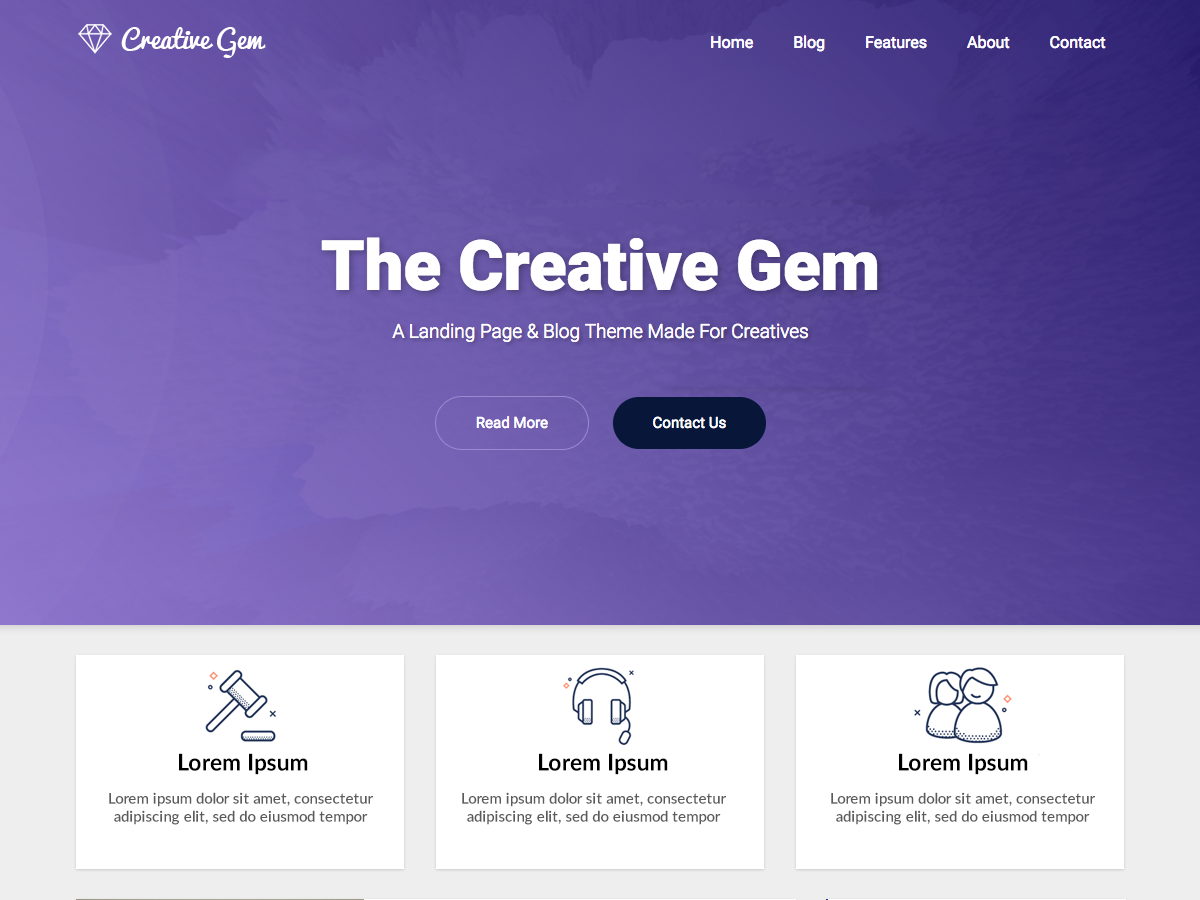 Creative Gem
Home Blog Features About Contact
The Creative Gem
A Landing Page & Blog Theme Made For Creatives
Read More Contact Us
Lorem Ipsum
Lorem ipsum dolor sit amet, consectetur
adipiscing elit, sed do eiusmod tempor
Lorem Ipsum
Lorem ipsum dolor sit amet, consectetur
adipiscing elit, sed do eiusmod tempor
Lorem Ipsum
Lorem ipsum dolor sit amet, consectetur
adipiscing elit, sed do eiusmod tempor